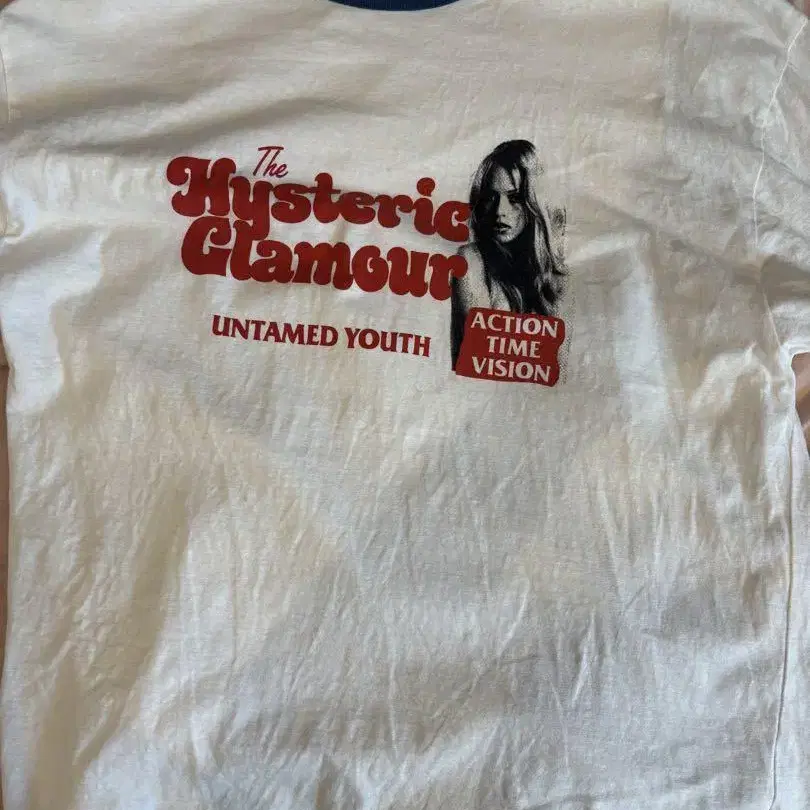 The
Hysteric
Glamour
UNTAMED YOUTH
ACTION
TIME
VISION